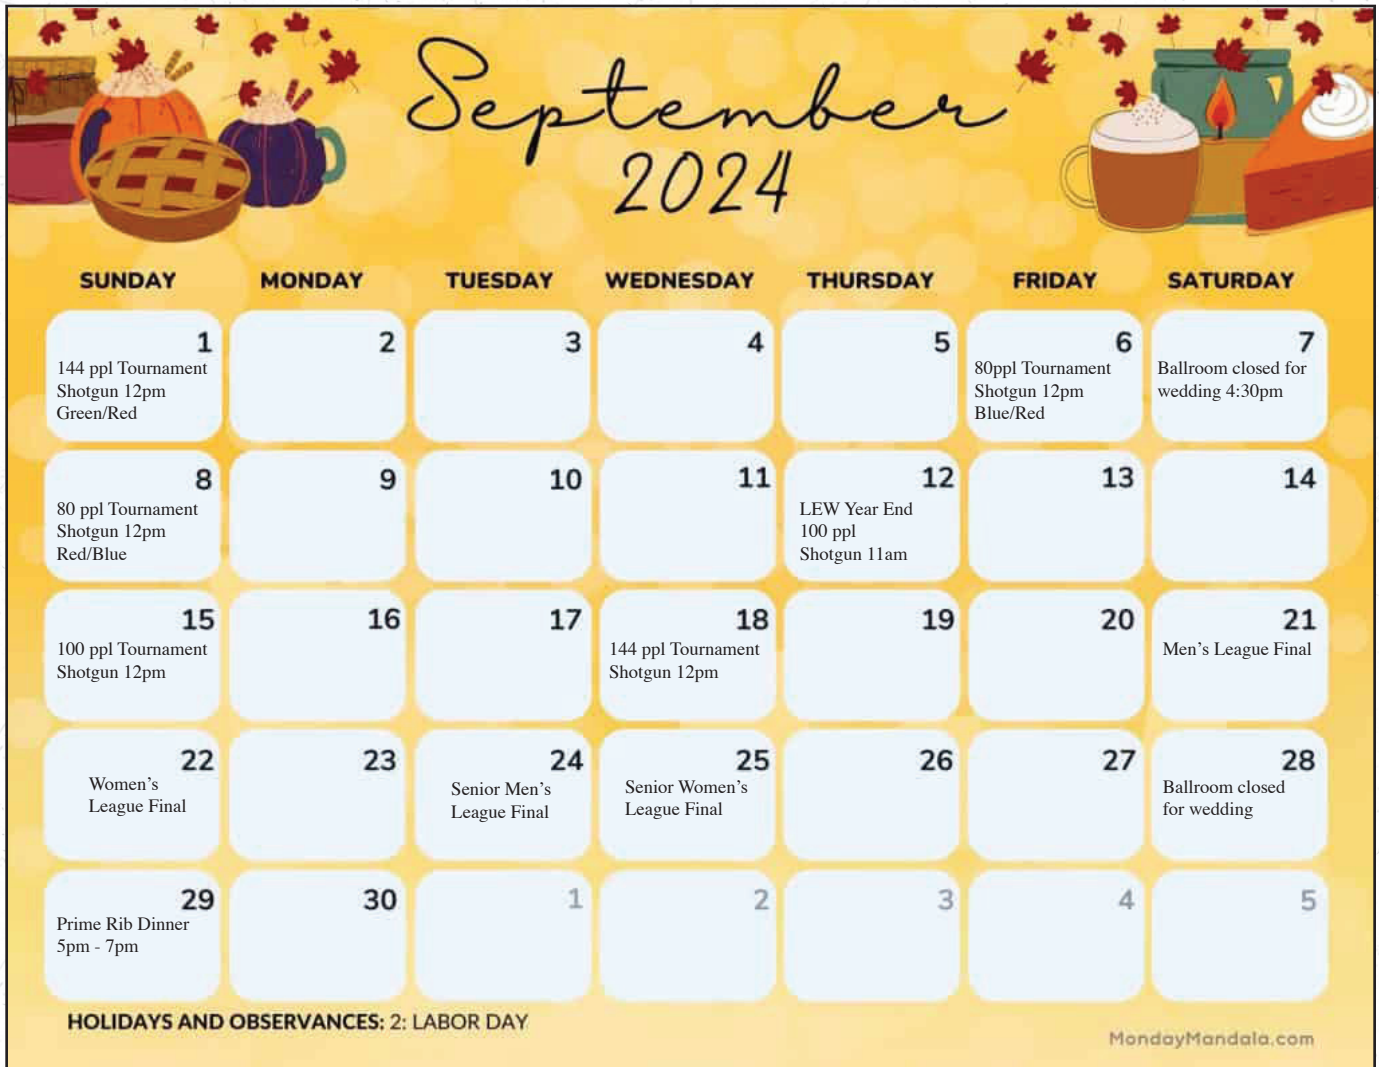 September
2024
SUNDAY MONDAY TUESDAY WEDNESDAY THURSDAY FRIDAY SATURDAY
1
144 ppl Tournament
Shotgun 12pm
Green/Red
2
3
4
5
6
80ppl Tournament
Shotgun 12pm
Blue/Red
7
Ballroom closed for
wedding 4:30pm
8
80 ppl Tournament
Shotgun 12pm
Red/Blue
9
10
11
12
LEW Year End
100 ppl
Shotgun 11am
13
14
15
100 ppl Tournament
Shotgun 12pm
16
17
18
144 ppl Tournament
Shotgun 12pm
19
20
21
Men’s League Final
22
Women’s
League Final
23
24
Senior Men’s
League Final
25
Senior Women’s
League Final
26
27
28
Ballroom closed
for wedding
29
Prime Rib Dinner
5pm - 7pm
30
1
2
3
4
5
HOLIDAYS AND OBSERVANCES: 2: LABOR DAY
MondayMandala.com